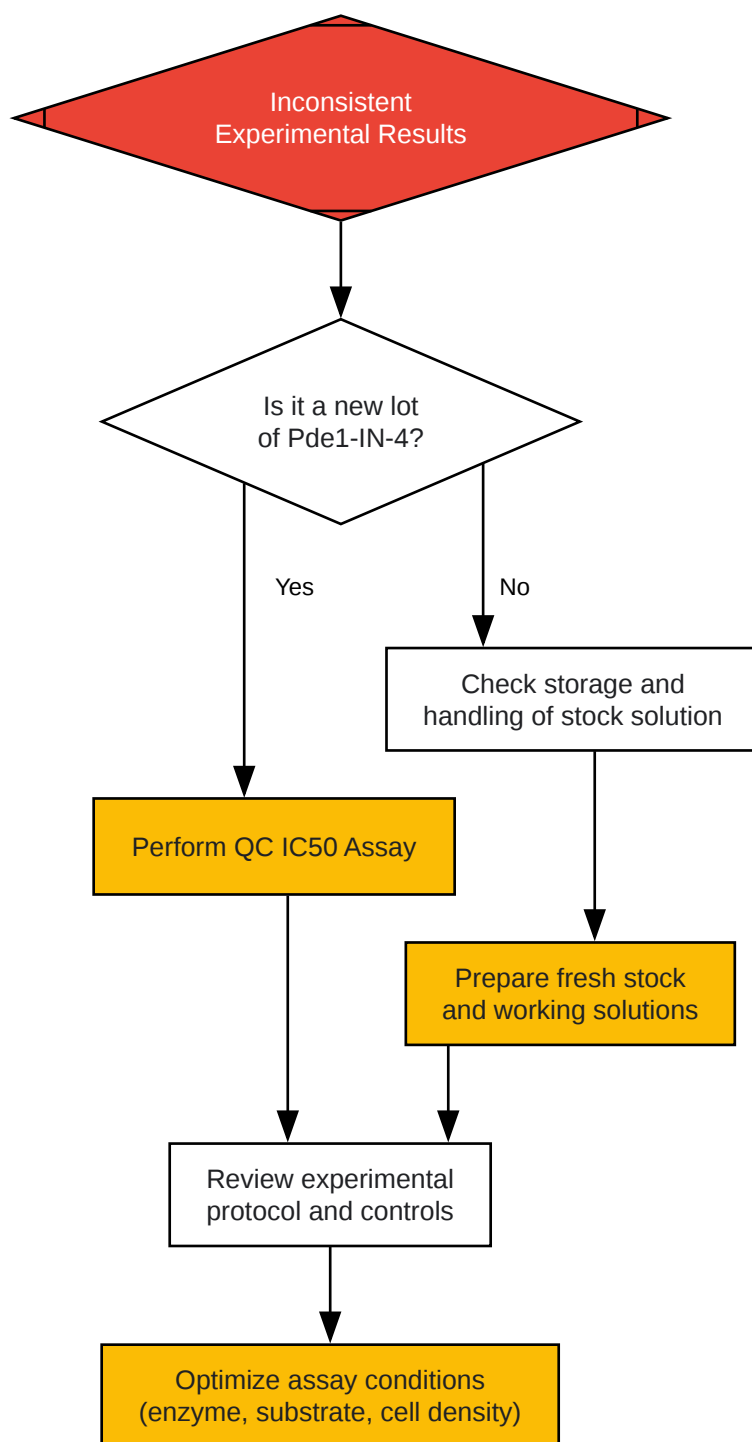 Inconsistent
Experimental Results
Is it a new lot
of Pde1-IN-4?
Yes
No
Check storage and
handling of stock solution
Perform QC IC50 Assay
Prepare fresh stock
and working solutions
Review experimental
protocol and controls
Optimize assay conditions
(enzyme, substrate, cell density)